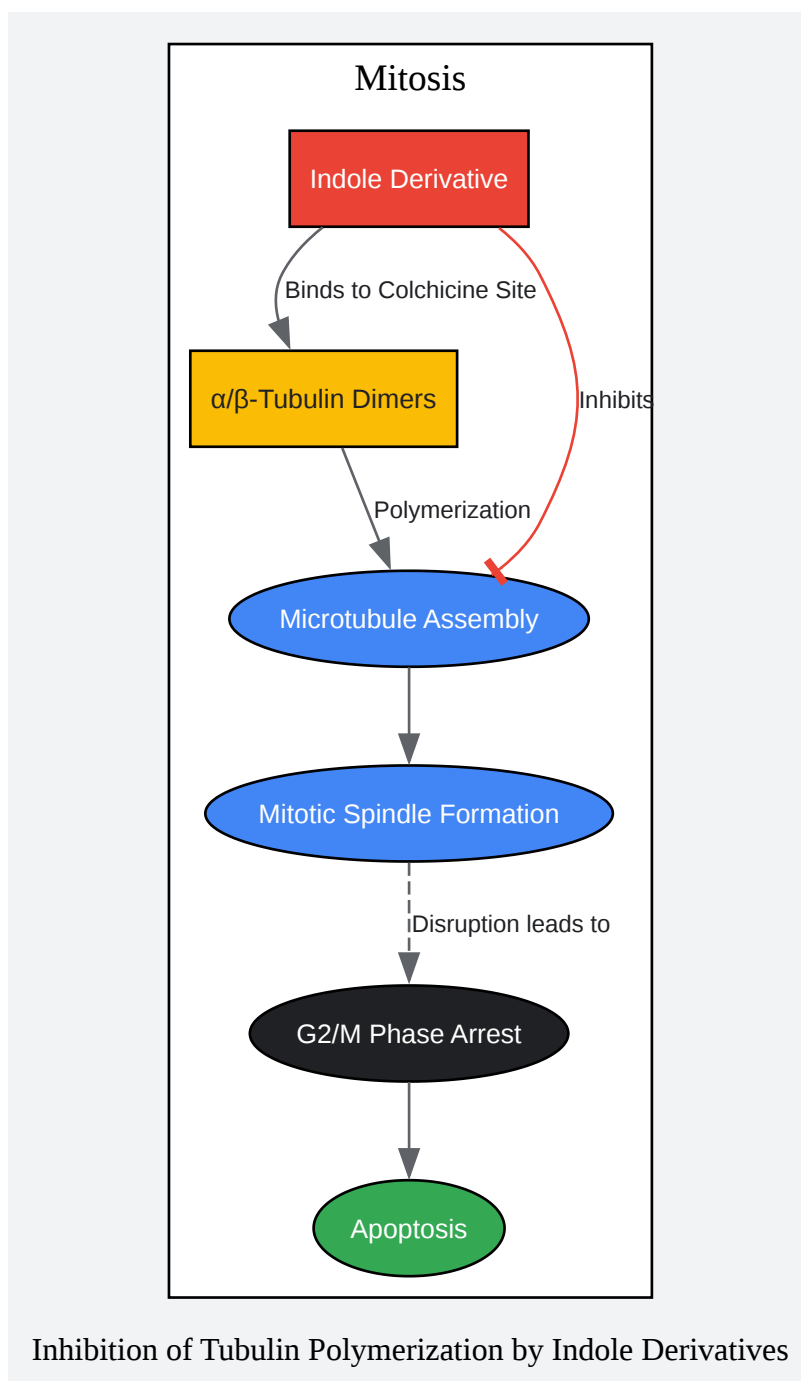 Mitosis
Indole Derivative
Binds to Colchicine Site
α/β-Tubulin Dimers
Inhibits
Polymerization
Microtubule Assembly
Mitotic Spindle Formation
Disruption leads to
G2/M Phase Arrest
Apoptosis
Inhibition of Tubulin Polymerization by Indole Derivatives